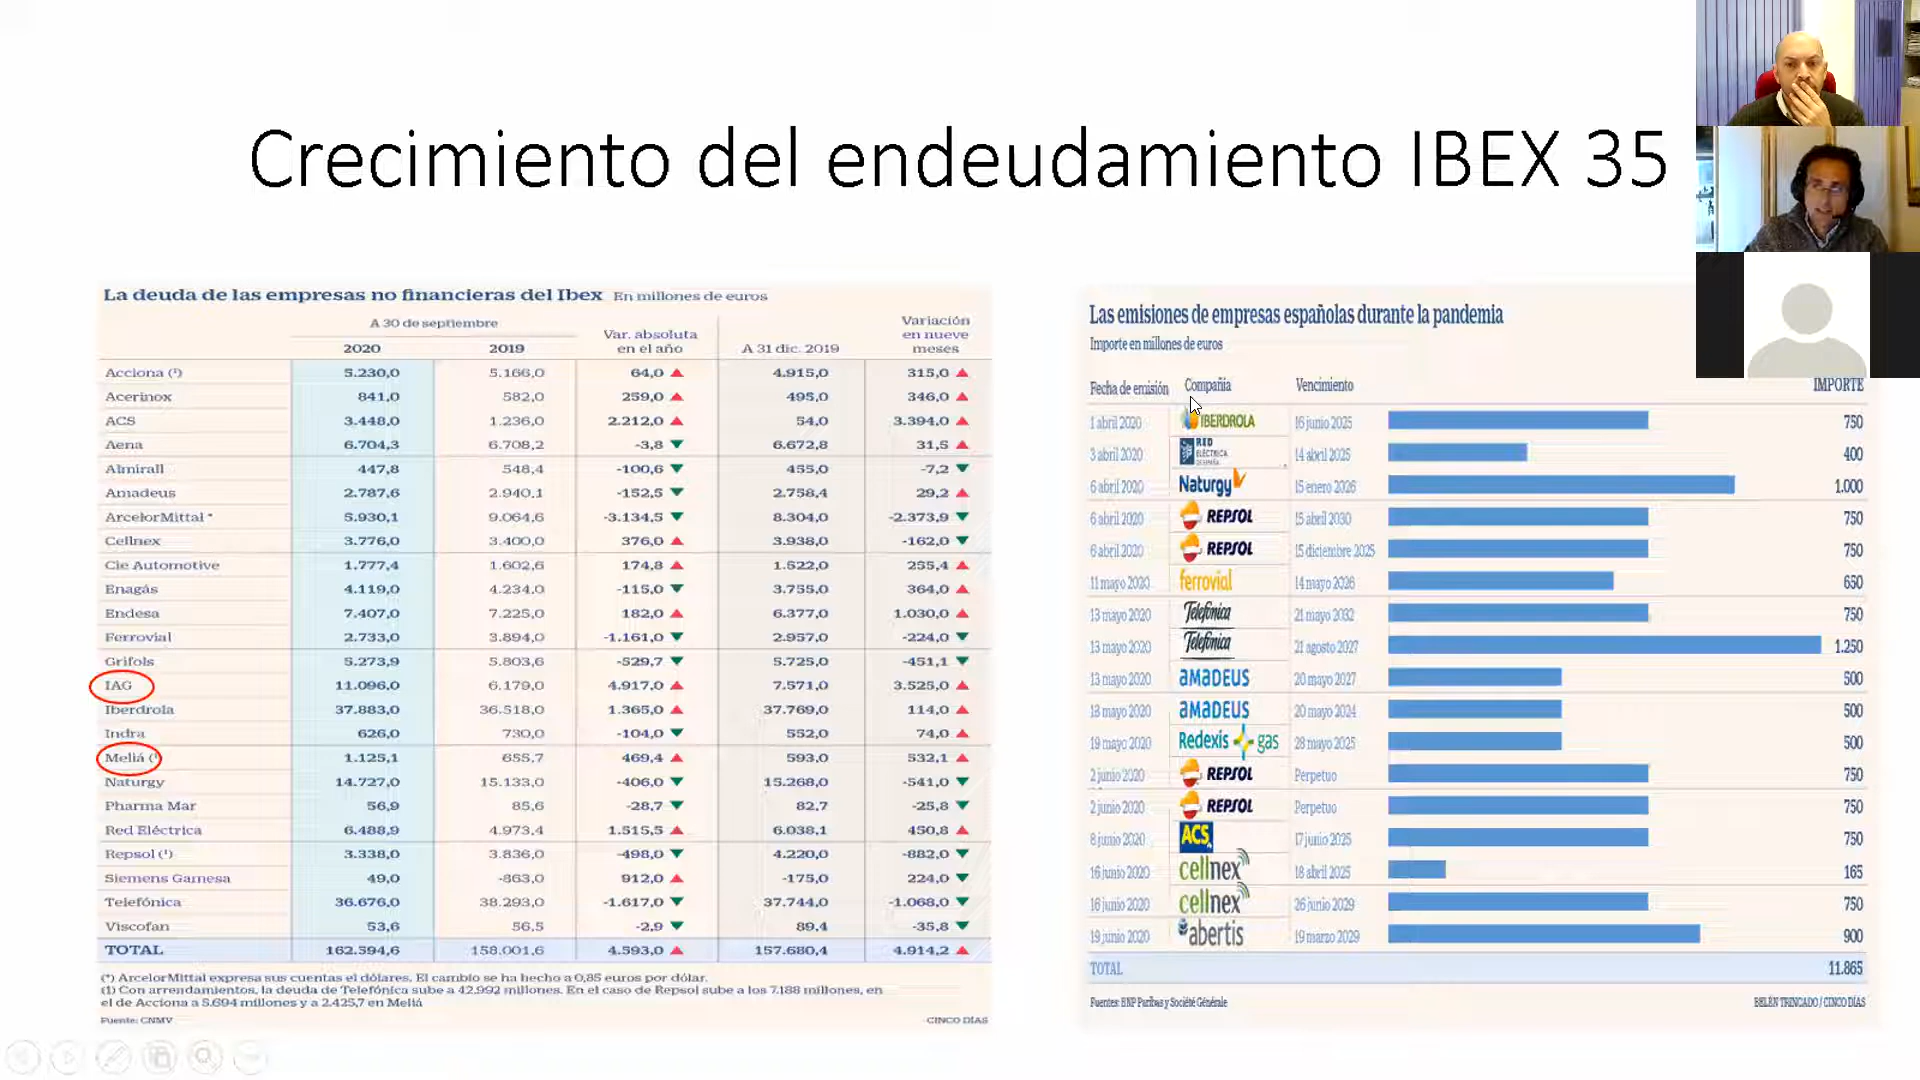 Crecimiento del endeudamiento IBEX 35
La deuda de las empresas no financieras del Ibex En millones de euros
A 30 de septiembre
2020 2019 Var. absoluta en el año A 31 dic. 2019 Variación en nueve meses
Acciona (¹) 5.230,0 5.166,0 64,0 ▲ 4.915,0 315,0 ▲
Acerinox 841,0 582,0 259,0 ▲ 495,0 346,0 ▲
ACS 3.448,0 1.236,0 2.212,0 ▲ 54,0 3.394,0 ▲
Aena 6.704,3 6.708,2 -3,8 ▼ 6.672,8 31,5 ▲
Almirall 447,8 548,4 -100,6 ▼ 455,0 -7,2 ▼
Amadeus 2.787,6 2.940,1 -152,5 ▼ 2.758,4 29,2 ▲
ArcelorMittal * 5.930,1 9.064,6 -3.134,5 ▼ 8.304,0 -2.373,9 ▼
Cellnex 3.776,0 3.400,0 376,0 ▲ 3.938,0 -162,0 ▼
Cie Automotive 1.777,4 1.602,6 174,8 ▲ 1.522,0 255,4 ▲
Enagás 4.119,0 4.234,0 -115,0 ▼ 3.755,0 364,0 ▲
Endesa 7.407,0 7.225,0 182,0 ▲ 6.377,0 1.030,0 ▲
Ferrovial 2.733,0 3.894,0 -1.161,0 ▼ 2.957,0 -224,0 ▼
Grifols 5.273,9 5.803,6 -529,7 ▼ 5.725,0 -451,1 ▼
IAG 11.096,0 6.179,0 4.917,0 ▲ 7.571,0 3.525,0 ▲
Iberdrola 37.883,0 36.518,0 1.365,0 ▲ 37.769,0 114,0 ▲
Indra 626,0 730,0 -104,0 ▼ 552,0 74,0 ▲
Meliá (¹ 1.125,1 655,7 469,4 ▲ 593,0 532,1 ▲
Naturgy 14.727,0 15.133,0 -406,0 ▼ 15.268,0 -541,0 ▼
Pharma Mar 56,9 85,6 -28,7 ▼ 82,7 -25,8 ▼
Red Eléctrica 6.488,9 4.973,4 1.515,5 ▲ 6.038,1 450,8 ▲
Repsol (¹) 3.338,0 3.836,0 -498,0 ▼ 4.220,0 -882,0 ▼
Siemens Gamesa 49,0 -863,0 912,0 ▲ -175,0 224,0 ▼
Telefónica 36.676,0 38.293,0 -1.617,0 ▼ 37.744,0 -1.068,0 ▼
Viscofan 53,6 56,5 -2,9 ▼ 89,4 -35,8 ▼
TOTAL 162.594,6 158.001,6 4.593,0 ▲ 157.680,4 4.914,2 ▲
(*) ArcelorMittal expresa sus cuentas el dólares. El cambio se ha hecho a 0,85 euros por dólar.
(1) Con arrendamientos, la deuda de Telefónica sube a 42.992 millones. En el caso de Repsol sube a los 7.188 millones, en
el de Acciona a 5.694 millones y a 2.425,7 en Meliá
Fuente: CNMV CINCO DÍAS
Las emisiones de empresas españolas durante la pandemia
Importe en millones de euros
Fecha de emisión Compañía Vencimiento IMPORTE
1 abril 2020 IBERDROLA 16 junio 2025 750
3 abril 2020 RED ELÉCTRICA DE ESPAÑA 14 abril 2025 400
6 abril 2020 Naturgy 15 enero 2026 1.000
6 abril 2020 REPSOL 15 abril 2030 750
6 abril 2020 REPSOL 15 diciembre 2025 750
11 mayo 2020 ferrovial 14 mayo 2026 650
13 mayo 2020 Telefónica 21 mayo 2032 750
13 mayo 2020 Telefónica 21 agosto 2027 1.250
13 mayo 2020 amadeus 20 mayo 2027 500
13 mayo 2020 amadeus 20 mayo 2024 500
19 mayo 2020 Redexis gas 28 mayo 2025 500
2 junio 2020 REPSOL Perpetuo 750
2 junio 2020 REPSOL Perpetuo 750
8 junio 2020 ACS 17 junio 2025 750
16 junio 2020 cellnex 18 abril 2025 165
16 junio 2020 cellnex 26 junio 2029 750
19 junio 2020 abertis 19 marzo 2029 900
TOTAL 11.865
Fuentes: BNP Paribas y Société Générale BELÉN TRINCADO / CINCO DÍAS